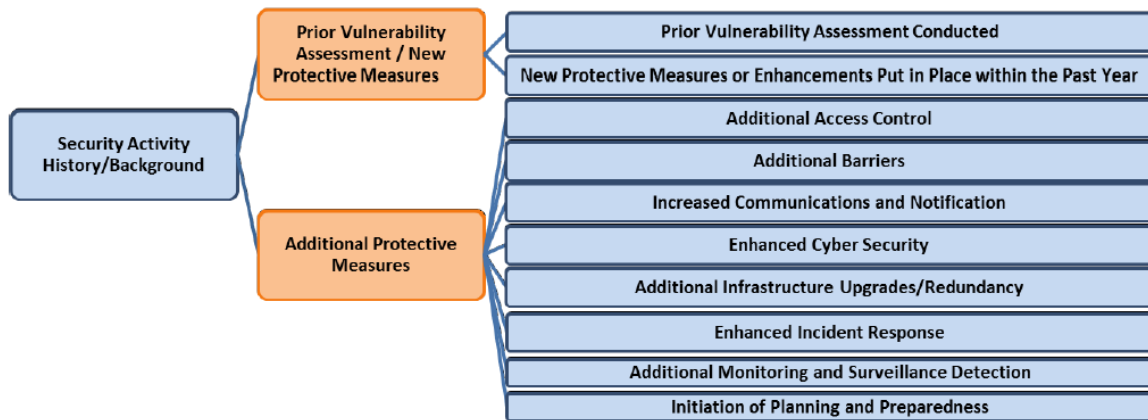 Security Activity
History/Background
Prior Vulnerability
Assessment / New
Protective Measures
Prior Vulnerability Assessment Conducted
New Protective Measures or Enhancements Put in Place within the Past Year
Additional Protective
Measures
Additional Access Control
Additional Barriers
Increased Communications and Notification
Enhanced Cyber Security
Additional Infrastructure Upgrades/Redundancy
Enhanced Incident Response
Additional Monitoring and Surveillance Detection
Initiation of Planning and Preparedness